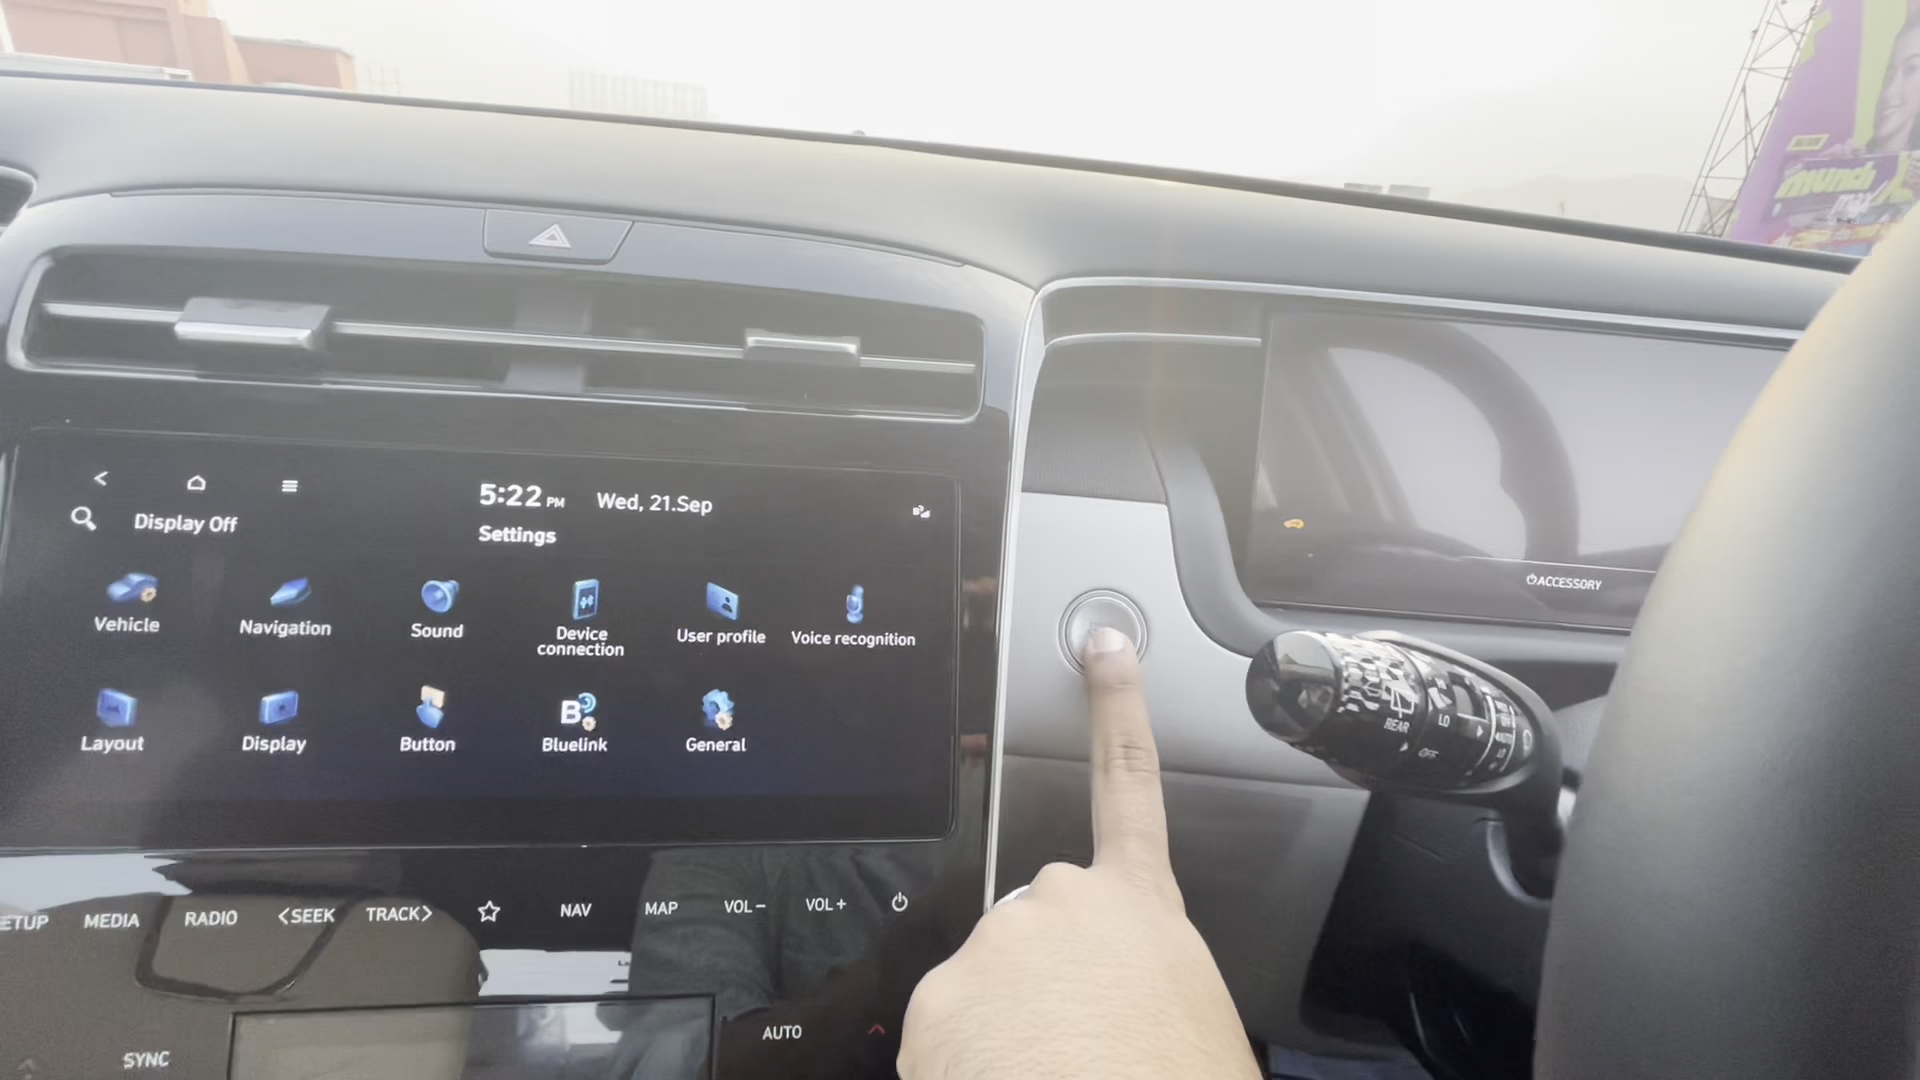 munch
5:22 PM Wed, 21.Sep
Display Off
Settings
ACCESSORY
Vehicle
Navigation
Sound
Device
connection
User profile
Voice recognition
Layout
Display
Button
Bluelink
General
REAR
LO
OFF
MEDIA
RADIO
<SEEK
TRACK>
NAV
MAP
VOL−
VOL+
AUTO
SYNC